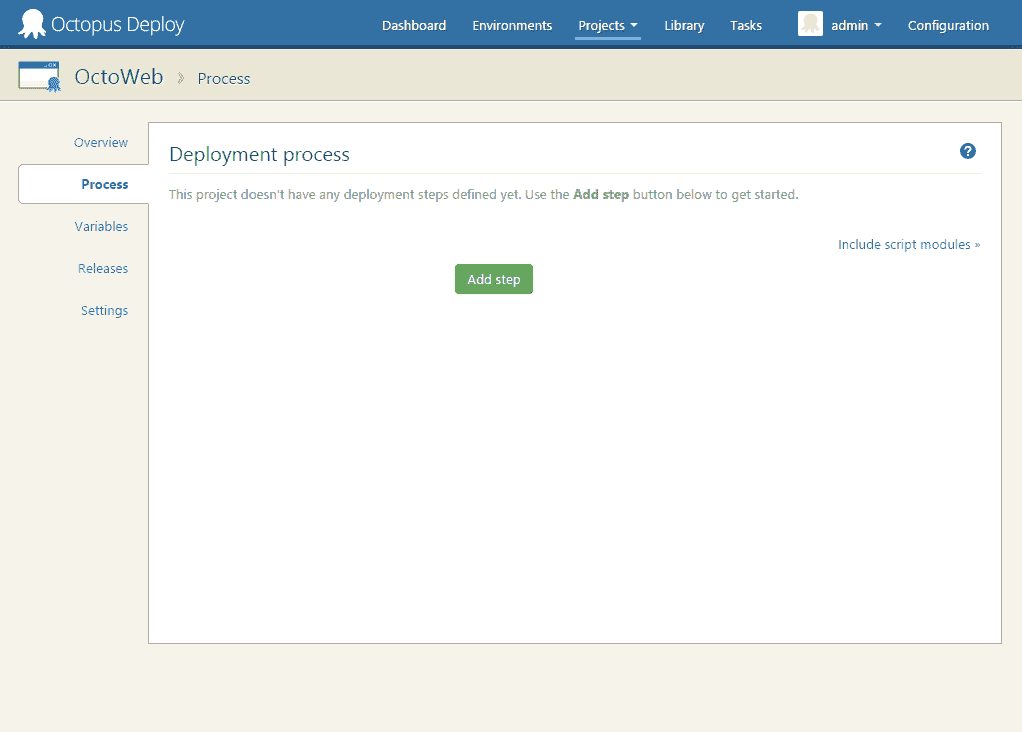 Octopus Deploy
Dashboard Environments Projects Library Tasks admin Configuration
OctoWeb » Process
Overview
Process
Variables
Releases
Settings
Deployment process
?
This project doesn't have any deployment steps defined yet. Use the Add step button below to get started.
Include script modules »
Add step